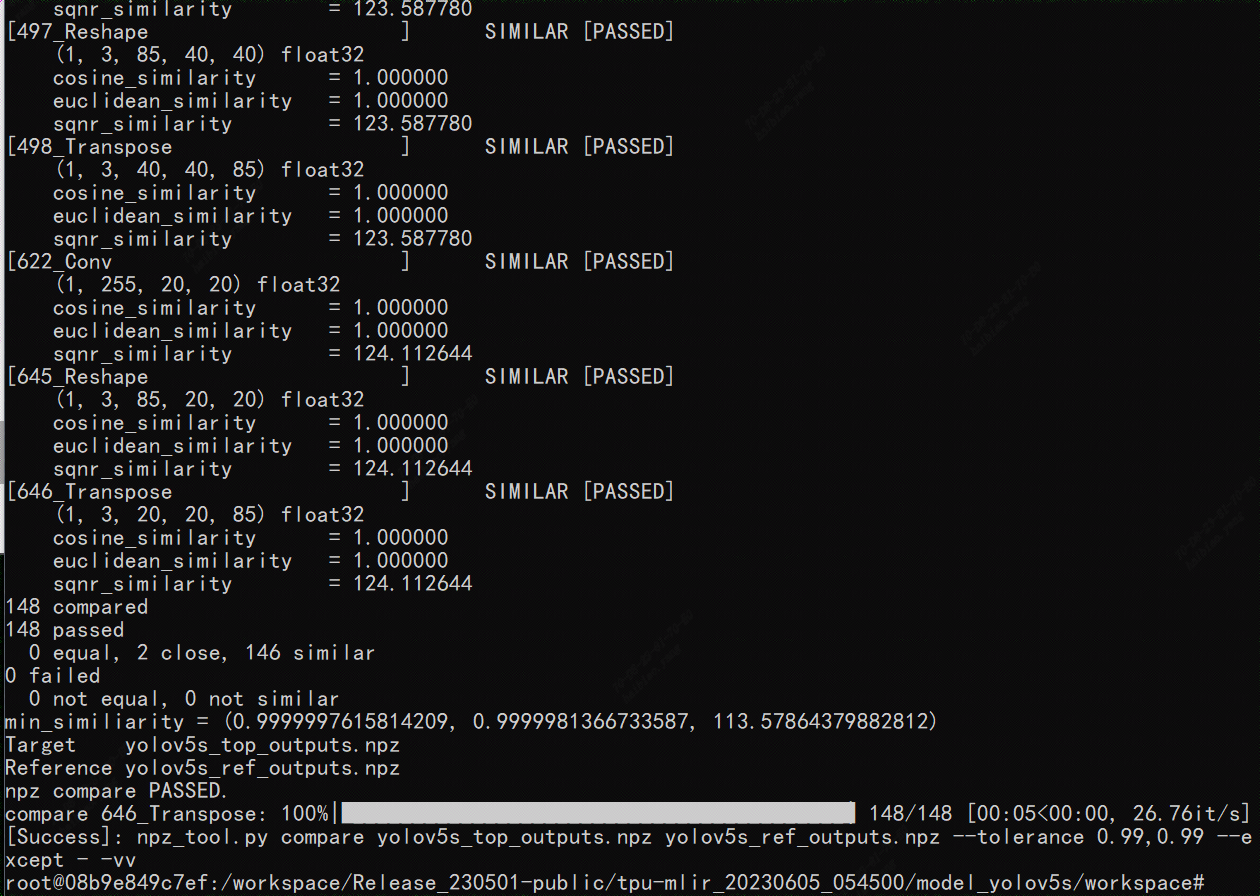 sqnr_similarity = 123.587780
[497_Reshape ] SIMILAR [PASSED]
(1, 3, 85, 40, 40) float32
cosine_similarity = 1.000000
euclidean_similarity = 1.000000
sqnr_similarity = 123.587780
[498_Transpose ] SIMILAR [PASSED]
(1, 3, 40, 40, 85) float32
cosine_similarity = 1.000000
euclidean_similarity = 1.000000
sqnr_similarity = 123.587780
[622_Conv ] SIMILAR [PASSED]
(1, 255, 20, 20) float32
cosine_similarity = 1.000000
euclidean_similarity = 1.000000
sqnr_similarity = 124.112644
[645_Reshape ] SIMILAR [PASSED]
(1, 3, 85, 20, 20) float32
cosine_similarity = 1.000000
euclidean_similarity = 1.000000
sqnr_similarity = 124.112644
[646_Transpose ] SIMILAR [PASSED]
(1, 3, 20, 20, 85) float32
cosine_similarity = 1.000000
euclidean_similarity = 1.000000
sqnr_similarity = 124.112644
148 compared
148 passed
0 equal, 2 close, 146 similar
0 failed
0 not equal, 0 not similar
min_similiarity = (0.9999997615814209, 0.9999981366733587, 113.57864379882812)
Target yolov5s_top_outputs.npz
Reference yolov5s_ref_outputs.npz
npz compare PASSED.
compare 646_Transpose: 100%| | 148/148 [00:05<00:00, 26.76it/s]
[Success]: npz_tool.py compare yolov5s_top_outputs.npz yolov5s_ref_outputs.npz --tolerance 0.99,0.99 --e
xcept - -vv
root@08b9e849c7ef:/workspace/Release_230501-public/tpu-mlir_20230605_054500/model_yolov5s/workspace#